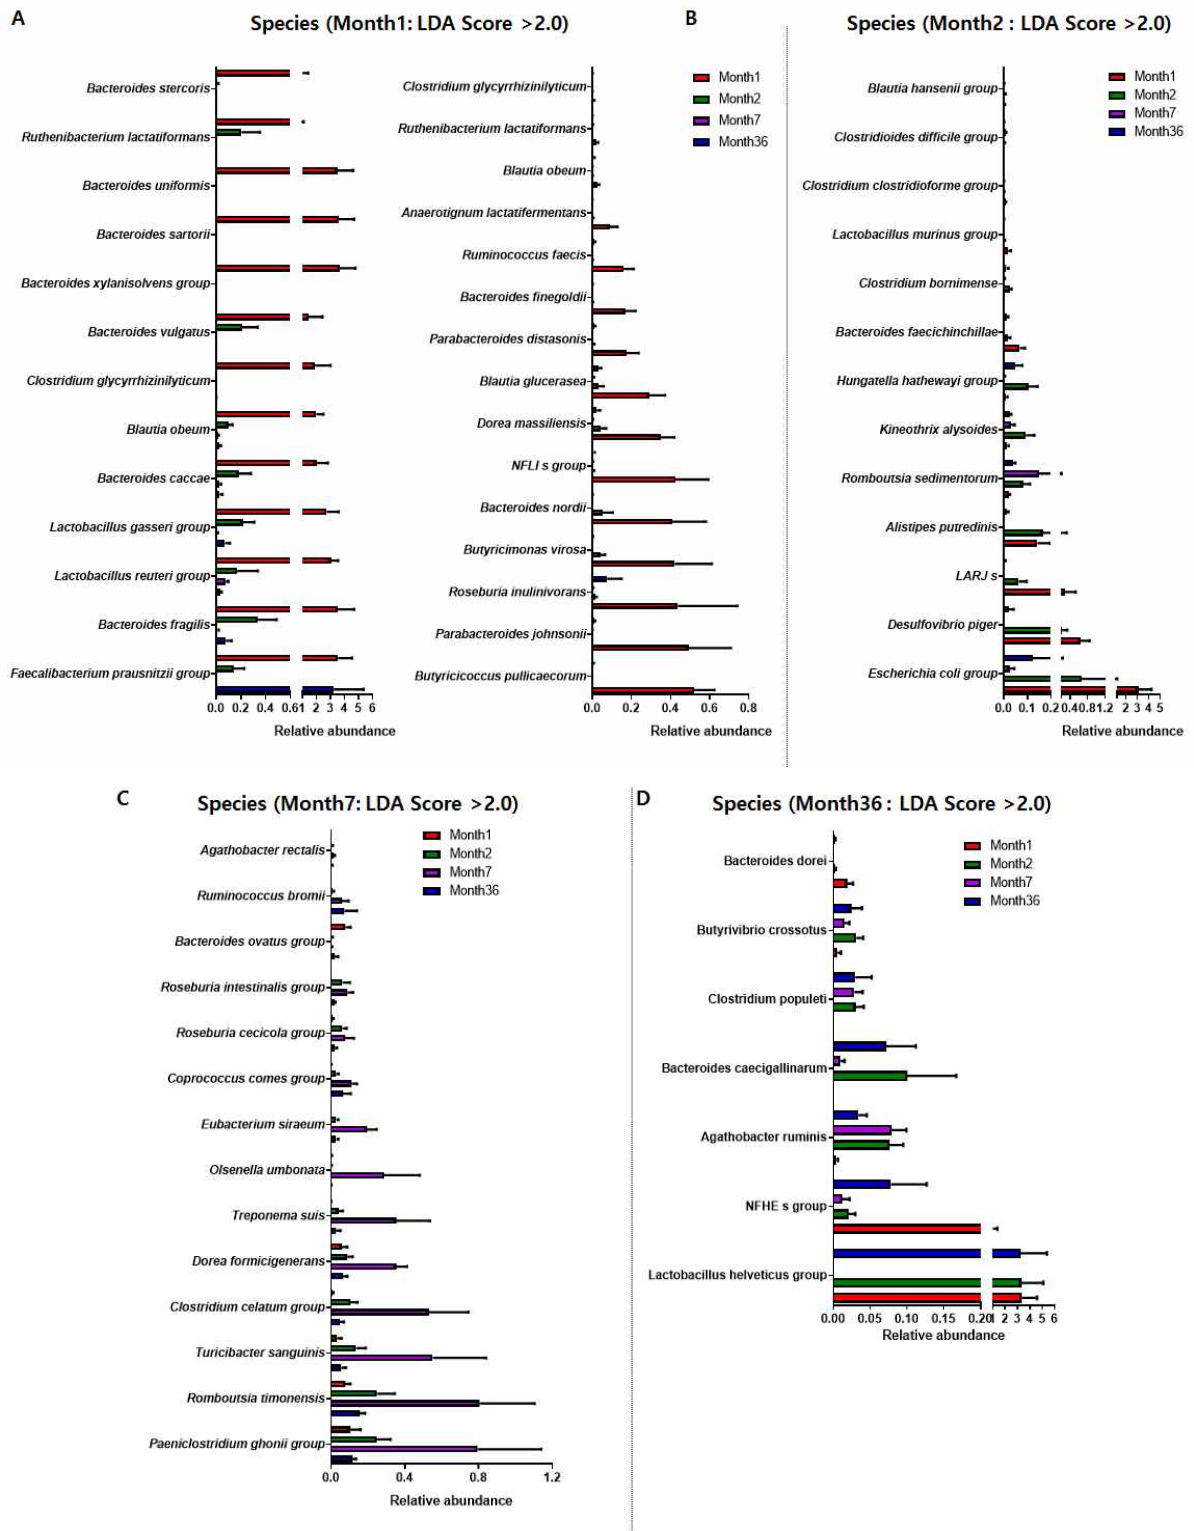 A
Species (Month1: LDA Score >2.0)
Bacteroides stercoris
Ruthenibacterium lactatiformans
Bacteroides uniformis
Bacteroides sartorii
Bacteroides xylanisolvens group
Bacteroides vulgatus
Clostridium glycyrrhizinilyticum
Blautia obeum
Bacteroides caccae
Lactobacillus gasseri group
Lactobacillus reuteri group
Bacteroides fragilis
Faecalibacterium prausnitzii group
0.0 0.2 0.4 0.6 1 2 3 4 5 6
Relative abundance
Clostridium glycyrrhizinilyticum
Ruthenibacterium lactatiformans
Blautia obeum
Anaerotignum lactatifermentans
Ruminococcus faecis
Bacteroides finegoldii
Parabacteroides distasonis
Blautia glucerasea
Dorea massiliensis
NFLI s group
Bacteroides nordii
Butyricimonas virosa
Roseburia inulinivorans
Parabacteroides johnsonii
Butyricicoccus pullicaecorum
0.0 0.2 0.4 0.6 0.8
Relative abundance
Month1
Month2
Month7
Month36
B
Species (Month2 : LDA Score >2.0)
Blautia hansenii group
Clostridioides difficile group
Clostridium clostridioforme group
Lactobacillus murinus group
Clostridium bornimense
Bacteroides faecichinchillae
Hungatella hathewayi group
Kineothrix alysoides
Romboutsia sedimentorum
Alistipes putredinis
LARJ s
Desulfovibrio piger
Escherichia coli group
0.0 0.1 0.2 0.4 0.8 1.2 2 3 4 5
Relative abundance
Month1
Month2
Month7
Month36
C
Species (Month7: LDA Score >2.0)
Agathobacter rectalis
Ruminococcus bromii
Bacteroides ovatus group
Roseburia intestinalis group
Roseburia cecicola group
Coprococcus comes group
Eubacterium siraeum
Olsenella umbonata
Treponema suis
Dorea formicigenerans
Clostridium celatum group
Turicibacter sanguinis
Romboutsia timonensis
Paeniclostridium ghonii group
0.0 0.4 0.8 1.2
Relative abundance
Month1
Month2
Month7
Month36
D
Species (Month36 : LDA Score >2.0)
Bacteroides dorei
Butyrivibrio crossotus
Clostridium populeti
Bacteroides caecigallinarum
Agathobacter ruminis
NFHE s group
Lactobacillus helveticus group
0.00 0.05 0.10 0.15 0.20 1 2 3 4 5 6
Relative abundance
Month1
Month2
Month7
Month36